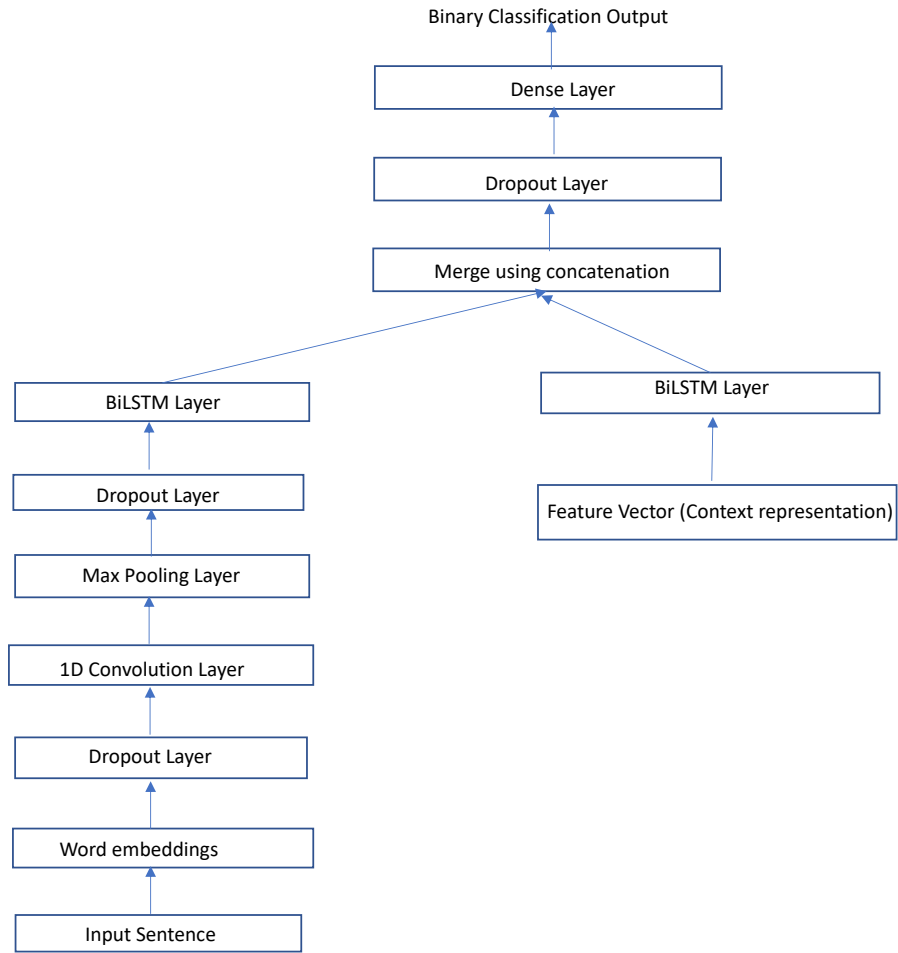 Binary Classification Output
Dense Layer
Dropout Layer
Merge using concatenation
BiLSTM Layer
BiLSTM Layer
Dropout Layer
Feature Vector (Context representation)
Max Pooling Layer
1D Convolution Layer
Dropout Layer
Word embeddings
Input Sentence